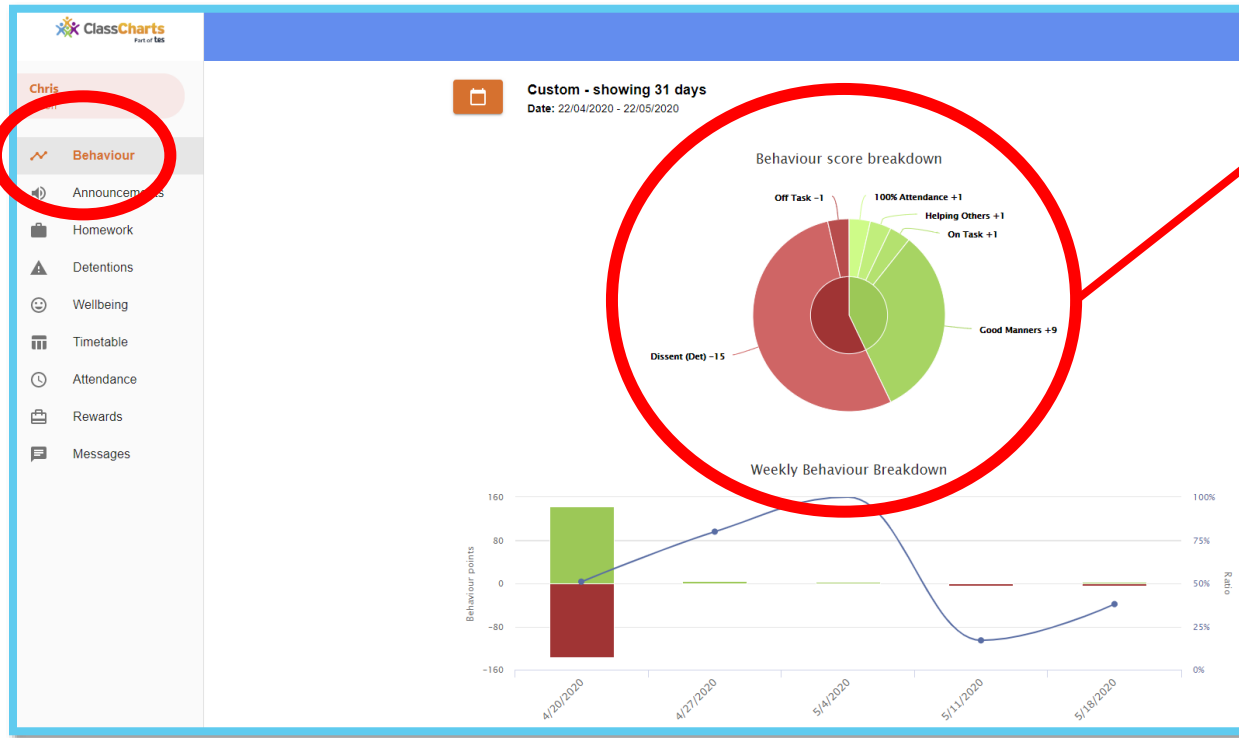 ClassCharts
Part of tes
Chris
Behaviour
Announcements
Homework
Detentions
Wellbeing
Timetable
Attendance
Rewards
Messages
Custom - showing 31 days
Date: 22/04/2020 - 22/05/2020
Behaviour score breakdown
Off Task -1
100% Attendance +1
Helping Others +1
On Task +1
Good Manners +9
Dissent (Det) -15
Weekly Behaviour Breakdown
160
80
0
-80
-160
Behaviour points
100%
75%
50%
25%
0%
Ratio
4/20/2020
4/27/2020
5/4/2020
5/11/2020
5/18/2020